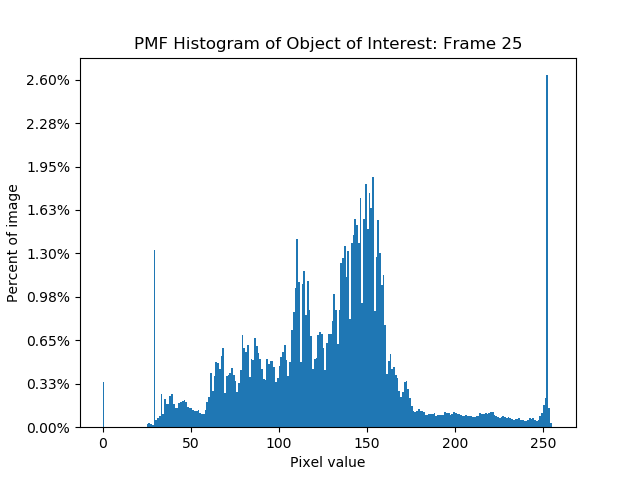 PMF Histogram of Object of Interest: Frame 25
2.60%
2.28%
1.95%
1.63%
1.30%
0.98%
0.65%
0.33%
0.00%
Percent of image
0 50 100 150 200 250
Pixel value